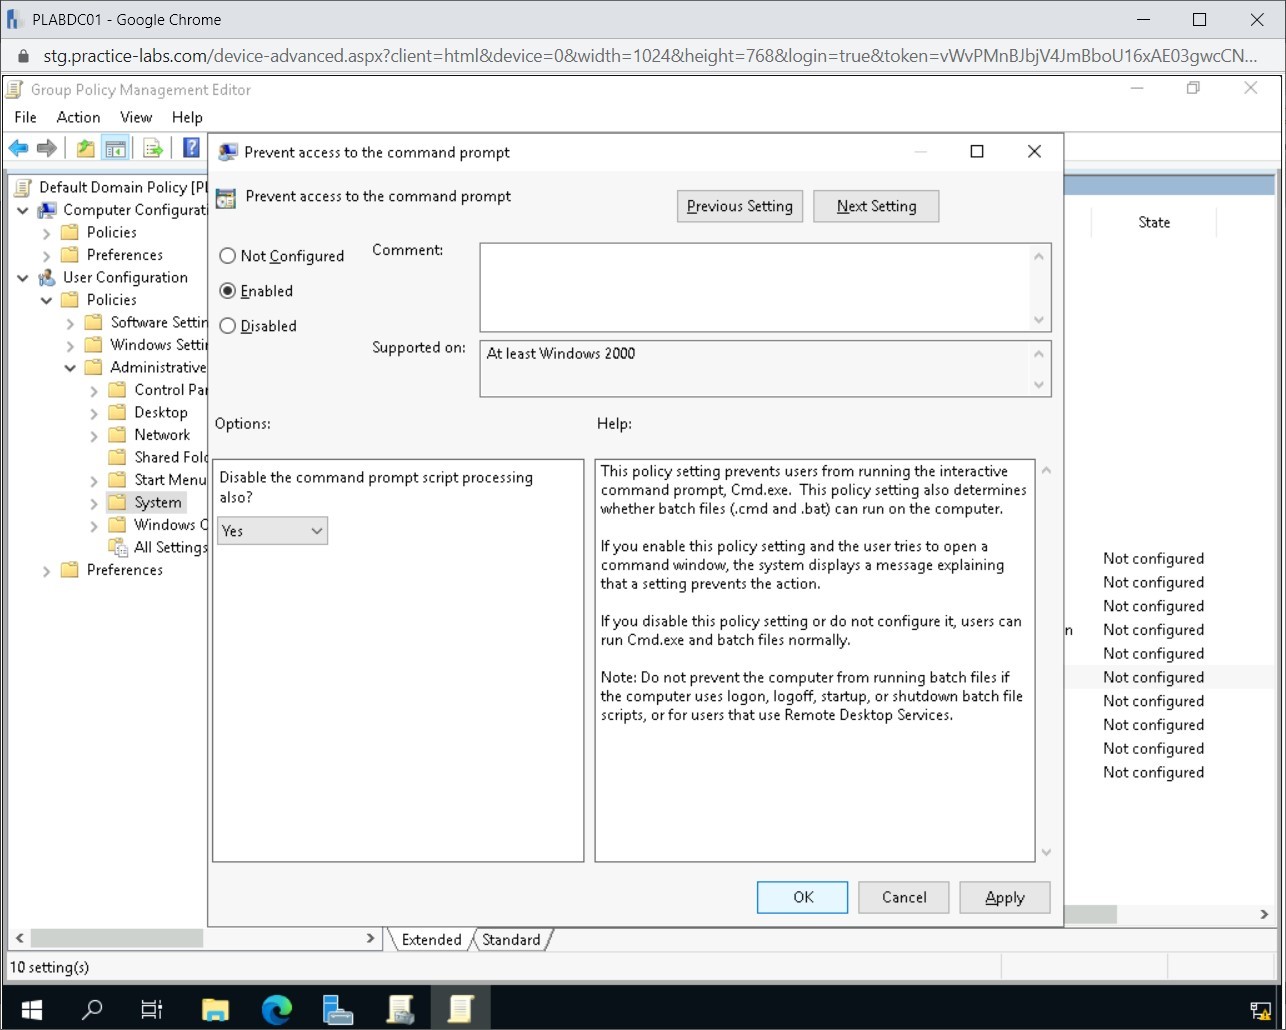 PLABDC01 - Google Chrome
stg.practice-labs.com/device-advanced.aspx?client=html&device=0&width=1024&height=768&login=true&token=vWvPMnBJbjV4JmBboU16xAE03gwcCN...
Group Policy Management Editor
File Action View Help
Default Domain Policy [Pl
Computer Configurati
Policies
Preferences
User Configuration
Policies
Software Settin
Windows Settin
Administrative
Control Par
Desktop
Network
Shared Fold
Start Menu
System
Windows C
All Settings
Preferences
Prevent access to the command prompt
Prevent access to the command prompt
Previous Setting
Next Setting
Not Configured
Enabled
Disabled
Comment:
Supported on:
At least Windows 2000
Options:
Help:
Disable the command prompt script processing
also?
Yes
This policy setting prevents users from running the interactive
command prompt, Cmd.exe. This policy setting also determines
whether batch files (.cmd and .bat) can run on the computer.
If you enable this policy setting and the user tries to open a
command window, the system displays a message explaining
that a setting prevents the action.
If you disable this policy setting or do not configure it, users can
run Cmd.exe and batch files normally.
Note: Do not prevent the computer from running batch files if
the computer uses logon, logoff, startup, or shutdown batch file
scripts, or for users that use Remote Desktop Services.
OK
Cancel
Apply
State
Not configured
Not configured
Not configured
n Not configured
Not configured
Not configured
Not configured
Not configured
Not configured
Not configured
Extended
Standard
10 setting(s)